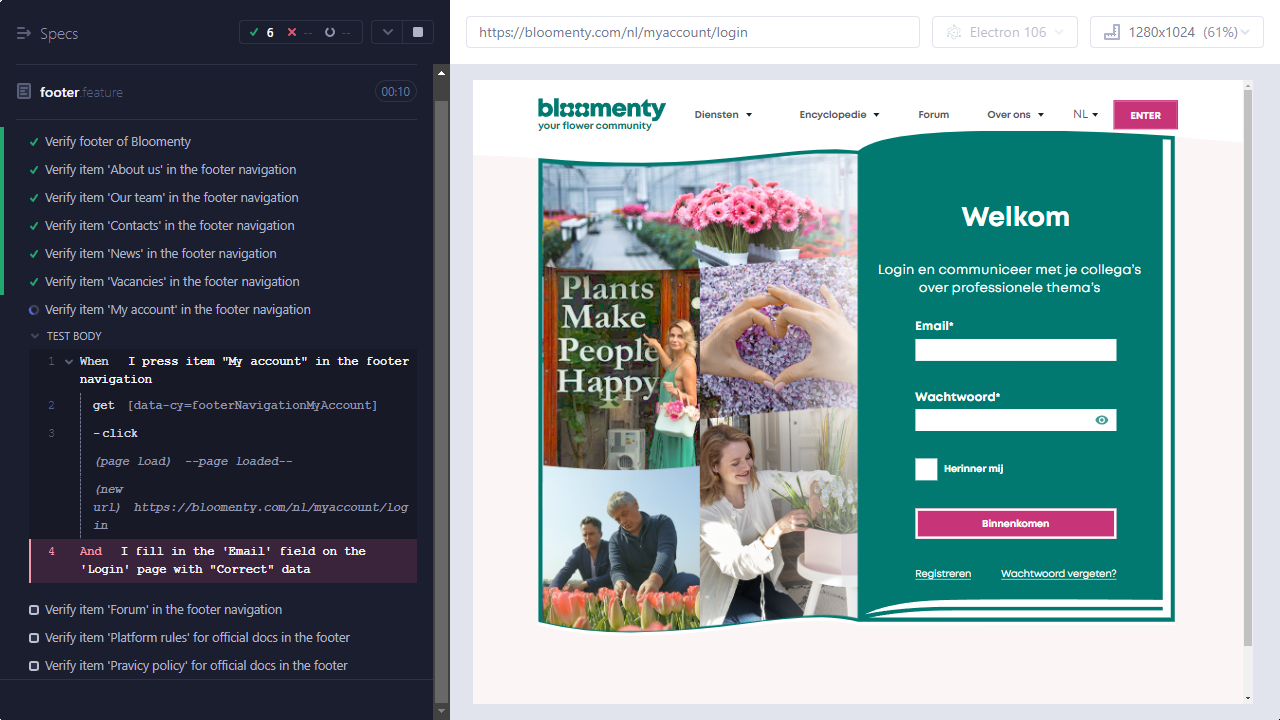 Specs
6
--
--
https://bloomenty.com/nl/myaccount/login
Electron 106
1280x1024 (61%)
footer.feature
00:10
Verify footer of Bloomenty
Verify item 'About us' in the footer navigation
Verify item 'Our team' in the footer navigation
Verify item 'Contacts' in the footer navigation
Verify item 'News' in the footer navigation
Verify item 'Vacancies' in the footer navigation
Verify item 'My account' in the footer navigation
TEST BODY
1 When I press item "My account" in the footer
navigation
2 get [data-cy=footerNavigationMyAccount]
3 -click
(page load) --page loaded--
(new
url) https://bloomenty.com/nl/myaccount/log
in
4 And I fill in the 'Email' field on the
'Login' page with "Correct" data
Verify item 'Forum' in the footer navigation
Verify item 'Platform rules' for official docs in the footer
Verify item 'Pravicy policy' for official docs in the footer
bloomenty
your flower community
Diensten
Encyclopedie
Forum
Over ons
NL
ENTER
Plants
Make
People
Happy
Welkom
Login en communiceer met je collega's
over professionele thema's
Email*
Wachtwoord*
Herinner mij
Binnenkomen
Registreren
Wachtwoord vergeten?